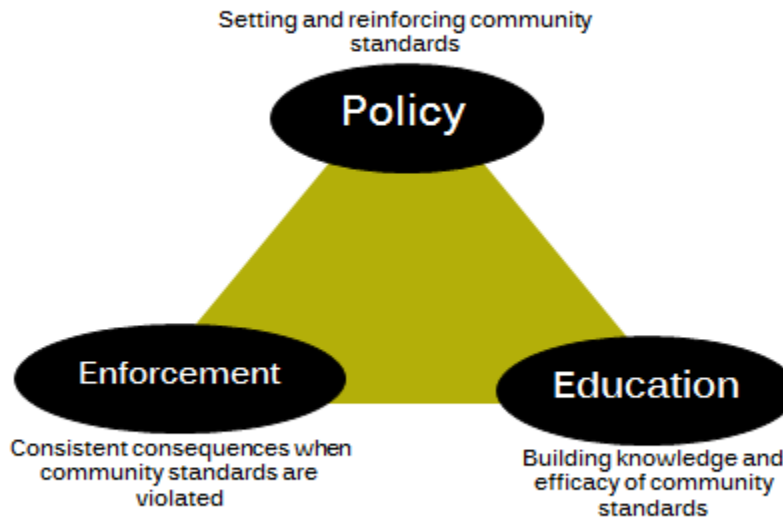 Setting and reinforcing community
standards
Policy
Enforcement
Education
Consistent consequences when
community standards are
violated
Building knowledge and
efficacy of community
standards